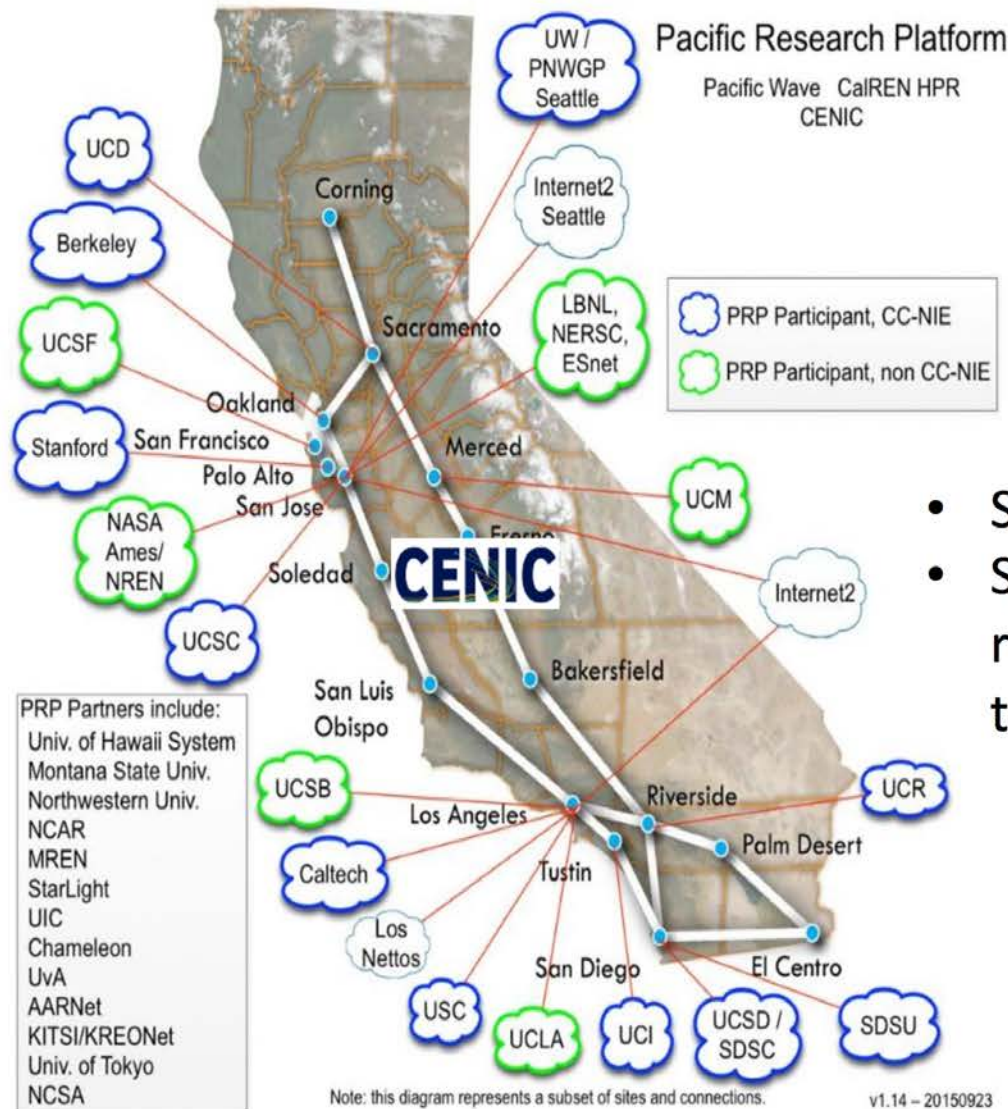 Pacific Research Platform
Pacific Wave CalREN HPR
CENIC
UW /
PNWGP
Seattle
UCD
Internet2
Seattle
Corning
Berkeley
LBNL,
NERSC,
ESnet
PRP Participant, CC-NIE
PRP Participant, non CC-NIE
UCSF
Sacramento
Oakland
Stanford
San Francisco
Merced
Palo Alto
UCM
San Jose
NASA
Ames/
NREN
Fresno
Soledad
CENIC
Internet2
UCSC
Bakersfield
San Luis
Obispo
PRP Partners include:
Univ. of Hawaii System
Montana State Univ.
Northwestern Univ.
NCAR
MREN
StarLight
UIC
Chameleon
UvA
AARNet
KITSI/KREONet
Univ. of Tokyo
NCSA
UCSB
Los Angeles
Riverside
UCR
Caltech
Tustin
Palm Desert
Los
Nettos
San Diego
El Centro
USC
UCLA
UCI
UCSD /
SDSC
SDSU
Note: this diagram represents a subset of sites and connections.
v1.14 – 20150923